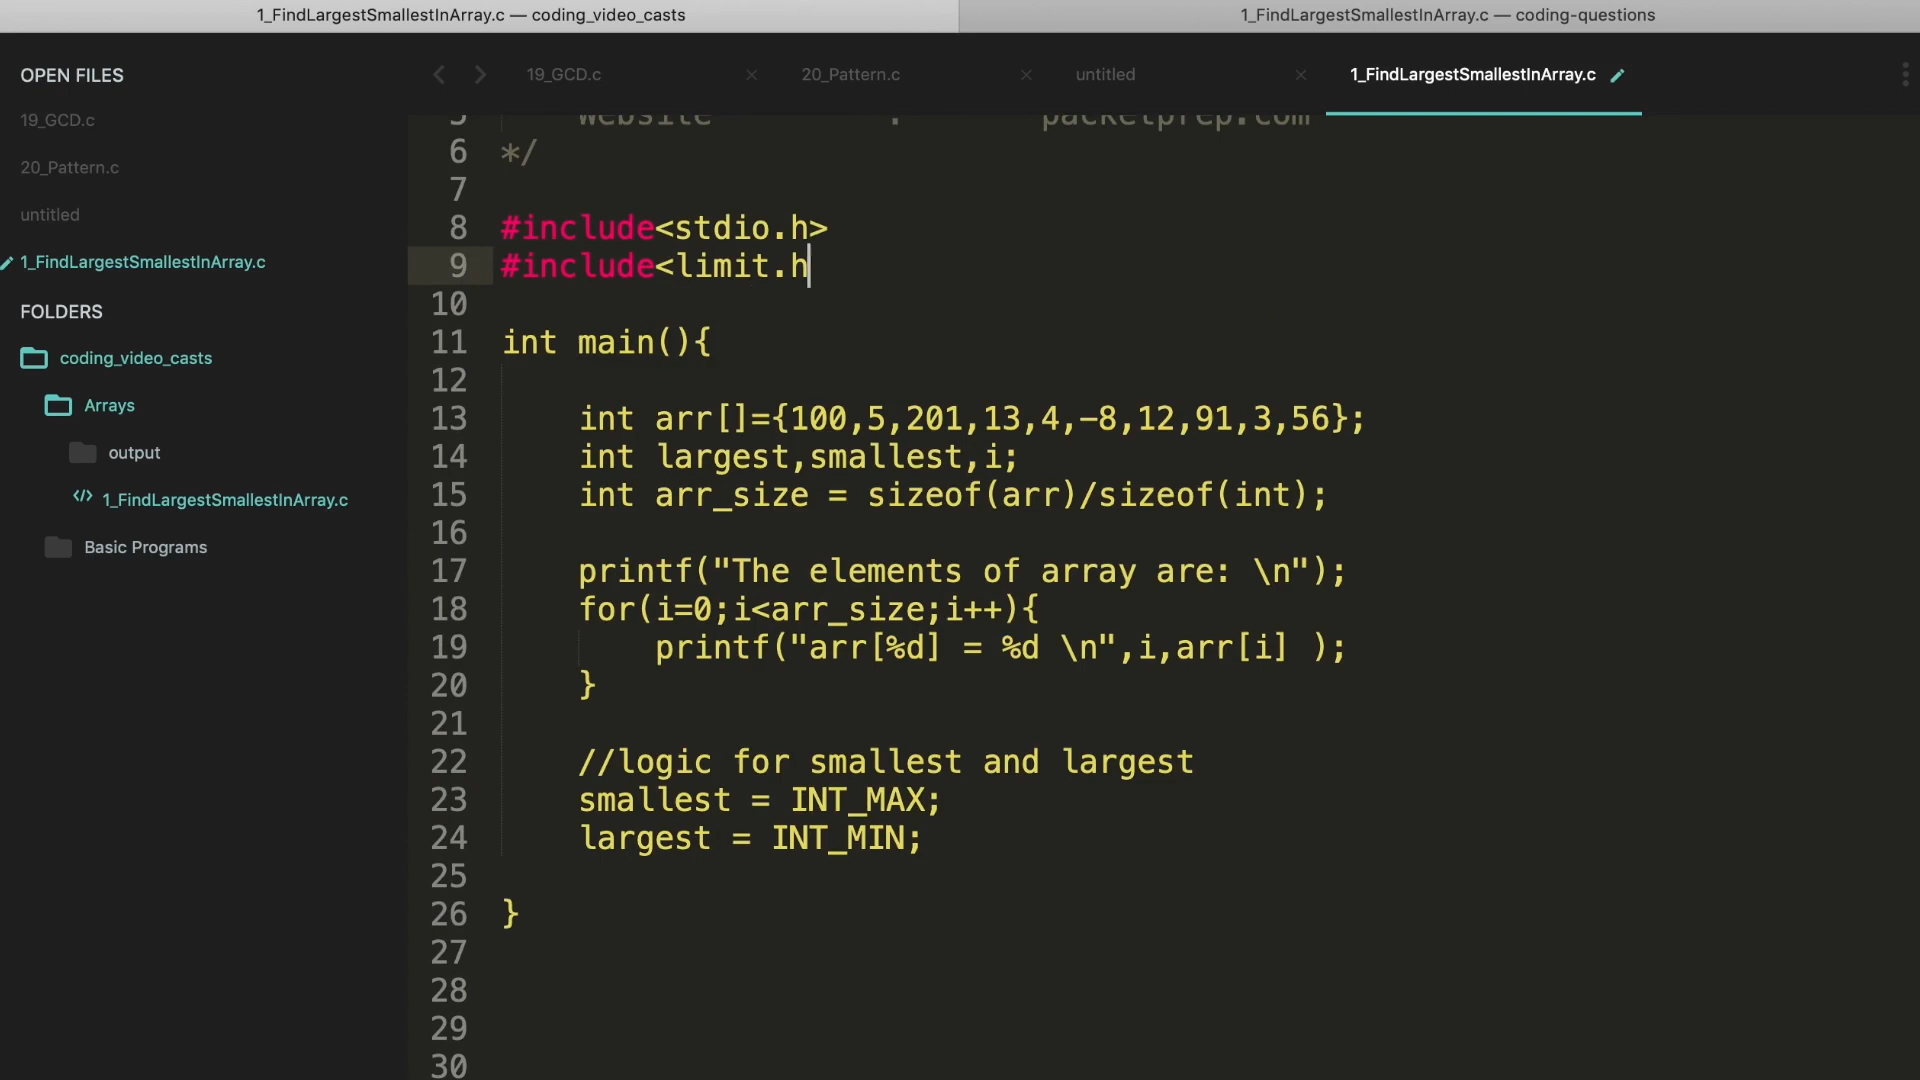 1_FindLargestSmallestInArray.c — coding_video_casts
1_FindLargestSmallestInArray.c — coding-questions
OPEN FILES
19_GCD.c
20_Pattern.c
untitled
1_FindLargestSmallestInArray.c
FOLDERS
coding_video_casts
Arrays
output
1_FindLargestSmallestInArray.c
Basic Programs
19_GCD.c
20_Pattern.c
untitled
1_FindLargestSmallestInArray.c
5 Website : packetprep.com
6 */
7
8 #include<stdio.h>
9 #include<limit.h
10
11 int main(){
12
13 int arr[]={100,5,201,13,4,-8,12,91,3,56};
14 int largest,smallest,i;
15 int arr_size = sizeof(arr)/sizeof(int);
16
17 printf("The elements of array are: \n");
18 for(i=0;i<arr_size;i++){
19 printf("arr[%d] = %d \n",i,arr[i] );
20 }
21
22 //logic for smallest and largest
23 smallest = INT_MAX;
24 largest = INT_MIN;
25
26 }
27
28
29
30